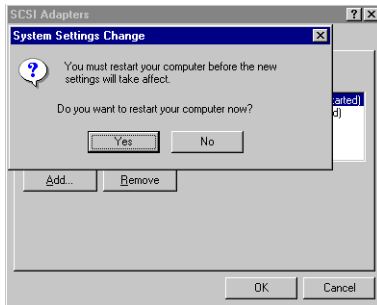 SCSI Adapters
System Settings Change
You must restart your computer before the new
settings will take affect.
Do you want to restart your computer now?
Yes No
arted)
d)
Add... Remove
OK Cancel